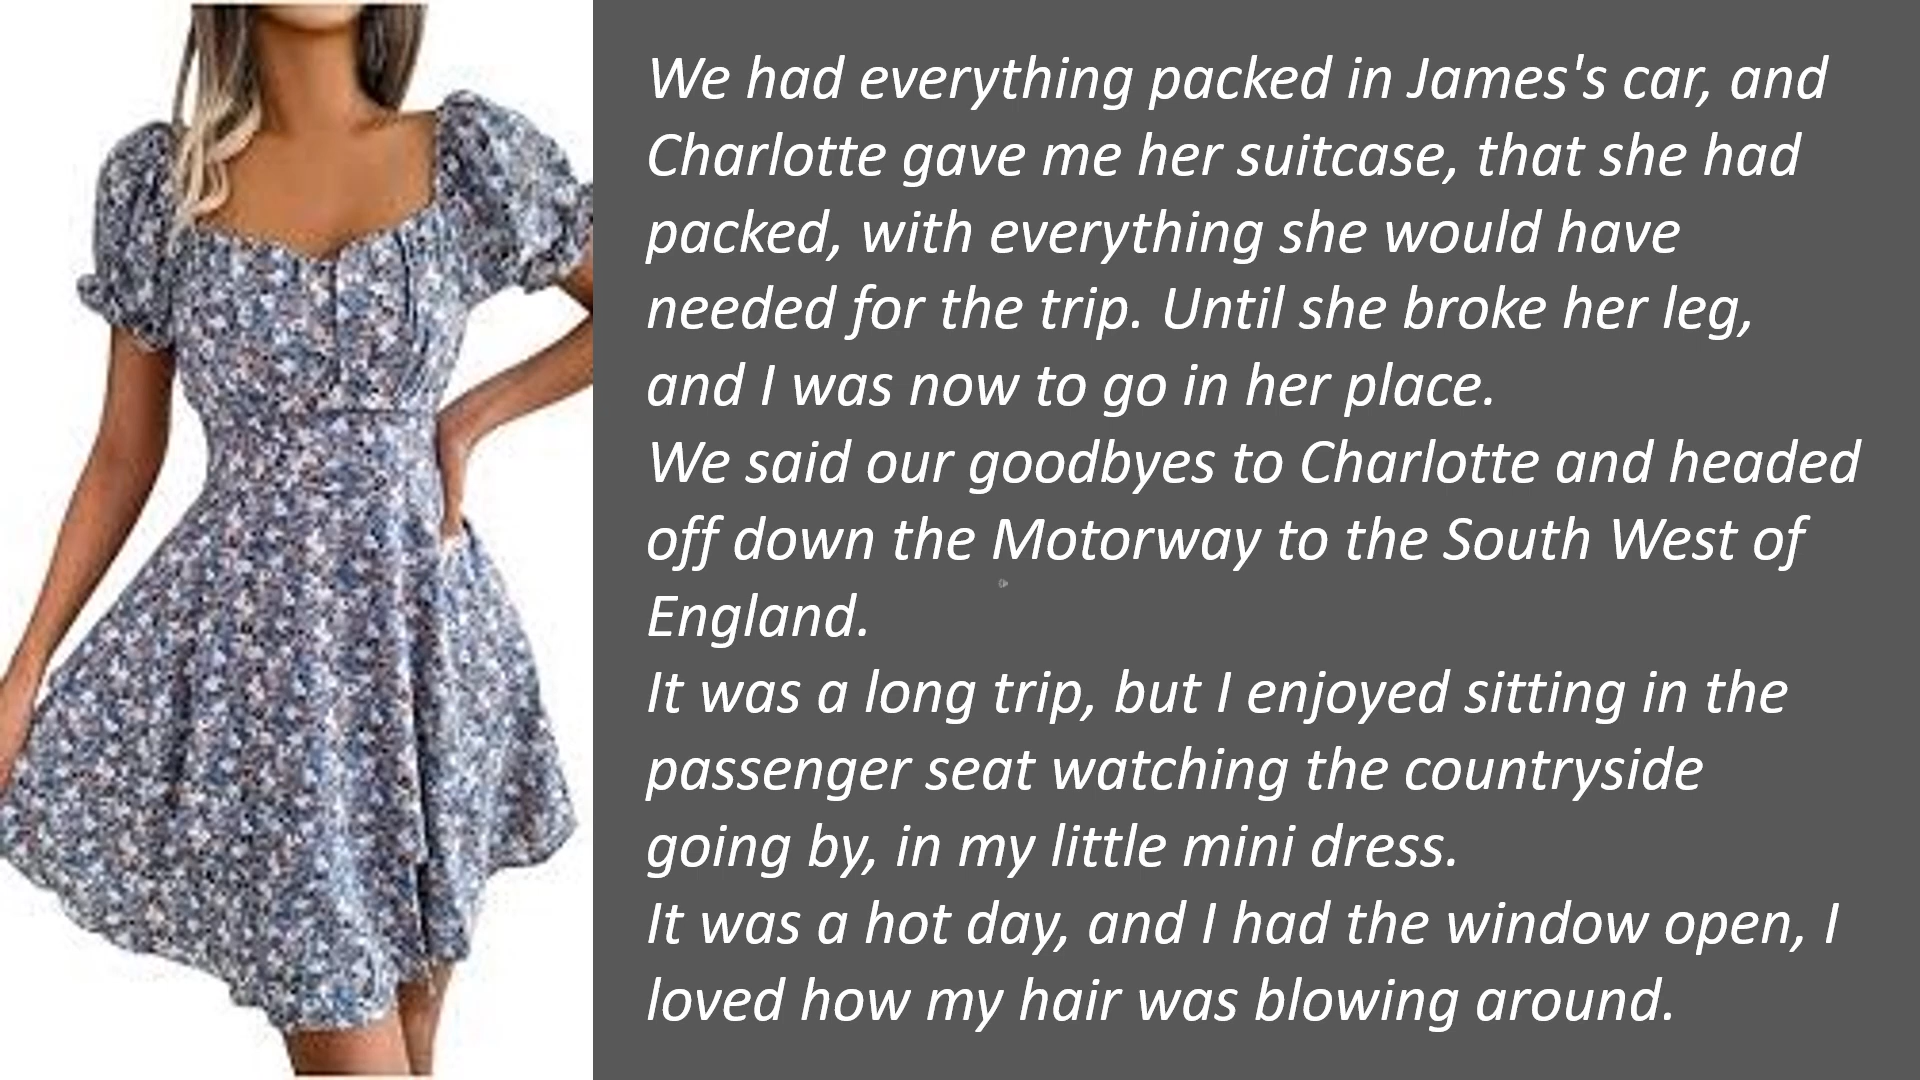 We had everything packed in James's car, and
Charlotte gave me her suitcase, that she had
packed, with everything she would have
needed for the trip. Until she broke her leg,
and I was now to go in her place.
We said our goodbyes to Charlotte and headed
off down the Motorway to the South West of
England.
It was a long trip, but I enjoyed sitting in the
passenger seat watching the countryside
going by, in my little mini dress.
It was a hot day, and I had the window open, I
loved how my hair was blowing around.